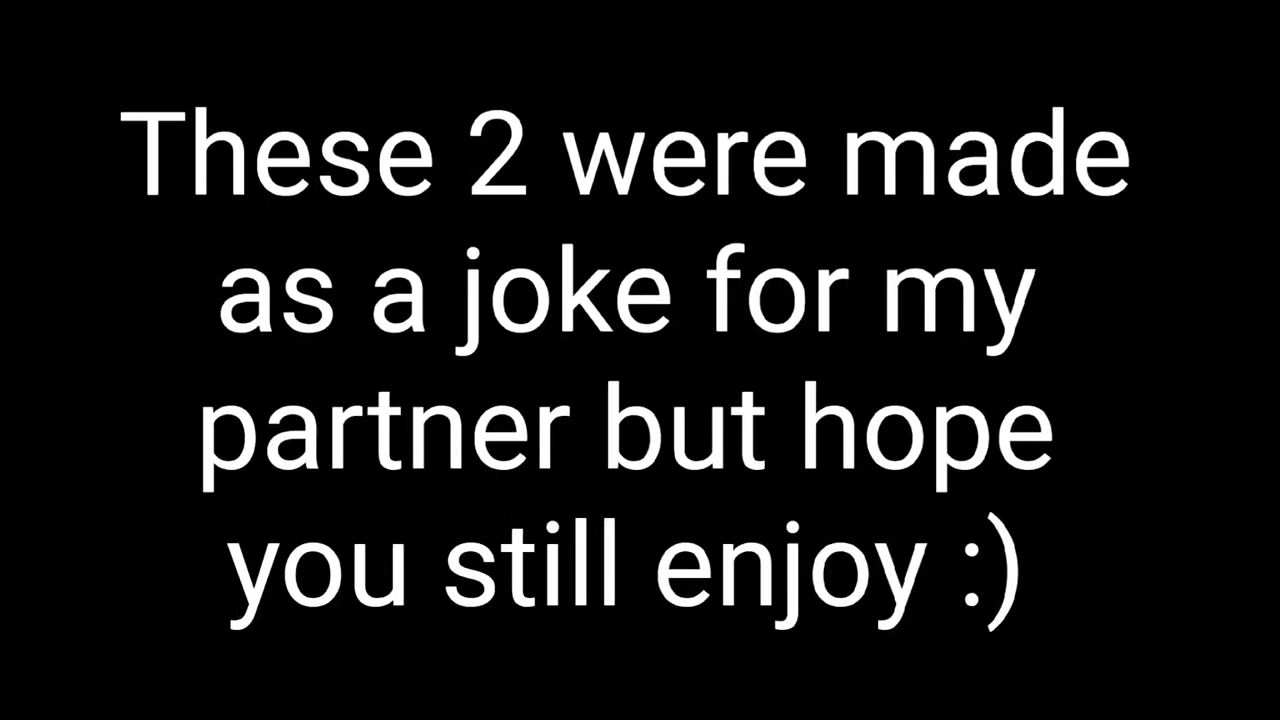 These 2 were made
as a joke for my
partner but hope
you still enjoy :)